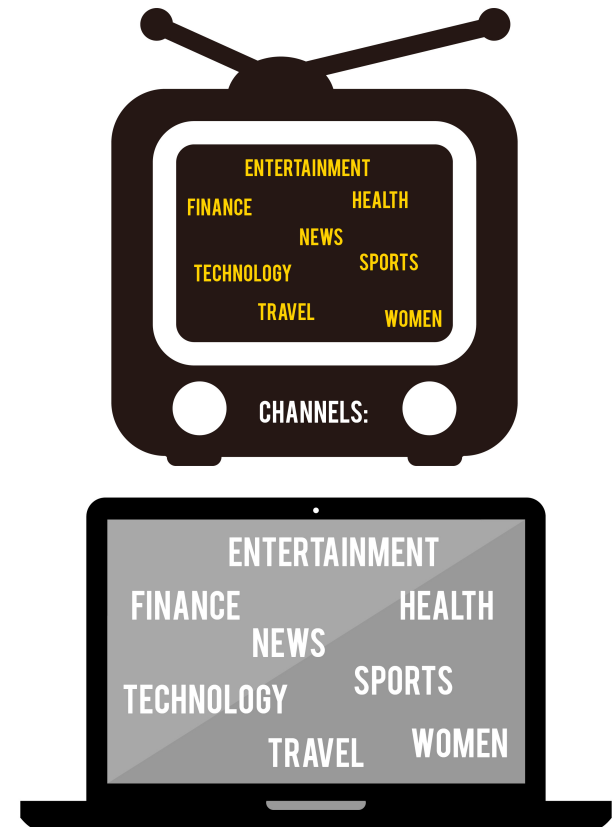 ENTERTAINMENT
FINANCE
HEALTH
NEWS
SPORTS
TECHNOLOGY
TRAVEL
WOMEN
CHANNELS:
ENTERTAINMENT
FINANCE
HEALTH
NEWS
SPORTS
TECHNOLOGY
TRAVEL
WOMEN